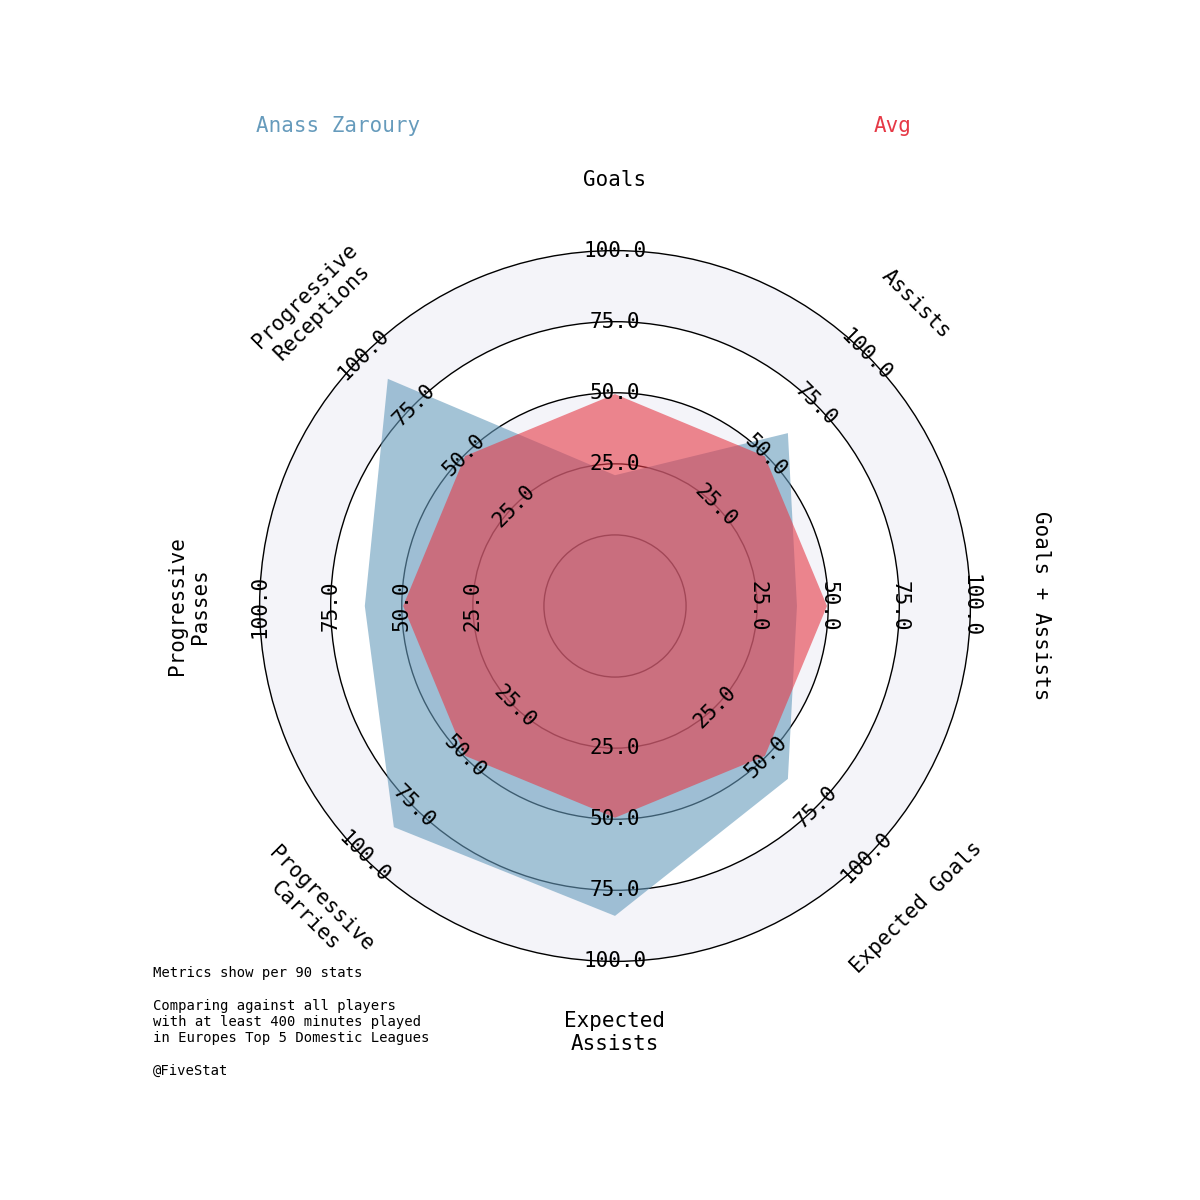 Anass Zaroury
Avg
Goals
Assists
Goals + Assists
Expected Goals
Expected
Assists
Progressive
Carries
Progressive
Passes
Progressive
Receptions
25.0
50.0
75.0
100.0
25.0
50.0
75.0
100.0
25.0
50.0
75.0
100.0
25.0
50.0
75.0
100.0
25.0
50.0
75.0
100.0
25.0
50.0
75.0
100.0
25.0
50.0
75.0
100.0
25.0
50.0
75.0
100.0
Metrics show per 90 stats
Comparing against all players
with at least 400 minutes played
in Europes Top 5 Domestic Leagues
@FiveStat